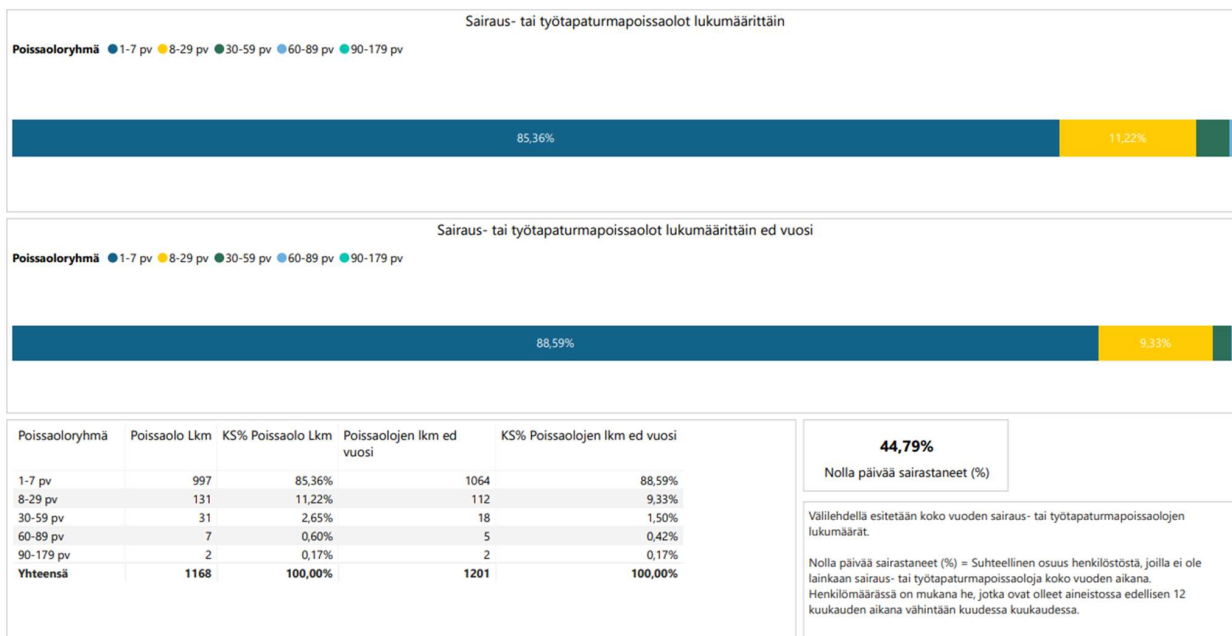 Sairaus- tai työtapaturmapoissaolot lukumäärittäin
Poissaoloryhmä 1-7 pv 8-29 pv 30-59 pv 60-89 pv 90-179 pv
85,36% 11,22%
Sairaus- tai työtapaturmapoissaolot lukumäärittäin ed vuosi
Poissaoloryhmä 1-7 pv 8-29 pv 30-59 pv 60-89 pv 90-179 pv
88,59% 9,33%
Poissaoloryhmä Poissaolo Lkm KS% Poissaolo Lkm Poissaolojen lkm ed KS% Poissaolojen lkm ed vuosi
vuosi
1-7 pv 997 85,36% 1064 88,59%
8-29 pv 131 11,22% 112 9,33%
30-59 pv 31 2,65% 18 1,50%
60-89 pv 7 0,60% 5 0,42%
90-179 pv 2 0,17% 2 0,17%
Yhteensä 1168 100,00% 1201 100,00%
44,79%
Nolla päivää sairastaneet (%)
Välilehdellä esitetään koko vuoden sairaus- tai työtapaturmapoissaolojen
lukumäärät.
Nolla päivää sairastaneet (%) = Suhteellinen osuus henkilöstöstä, joilla ei ole
lainkaan sairaus- tai työtapaturmapoissaoloja koko vuoden aikana.
Henkilömäärässä on mukana he, jotka ovat olleet aineistossa edellisen 12
kuukauden aikana vähintään kuudessa kuukaudessa.